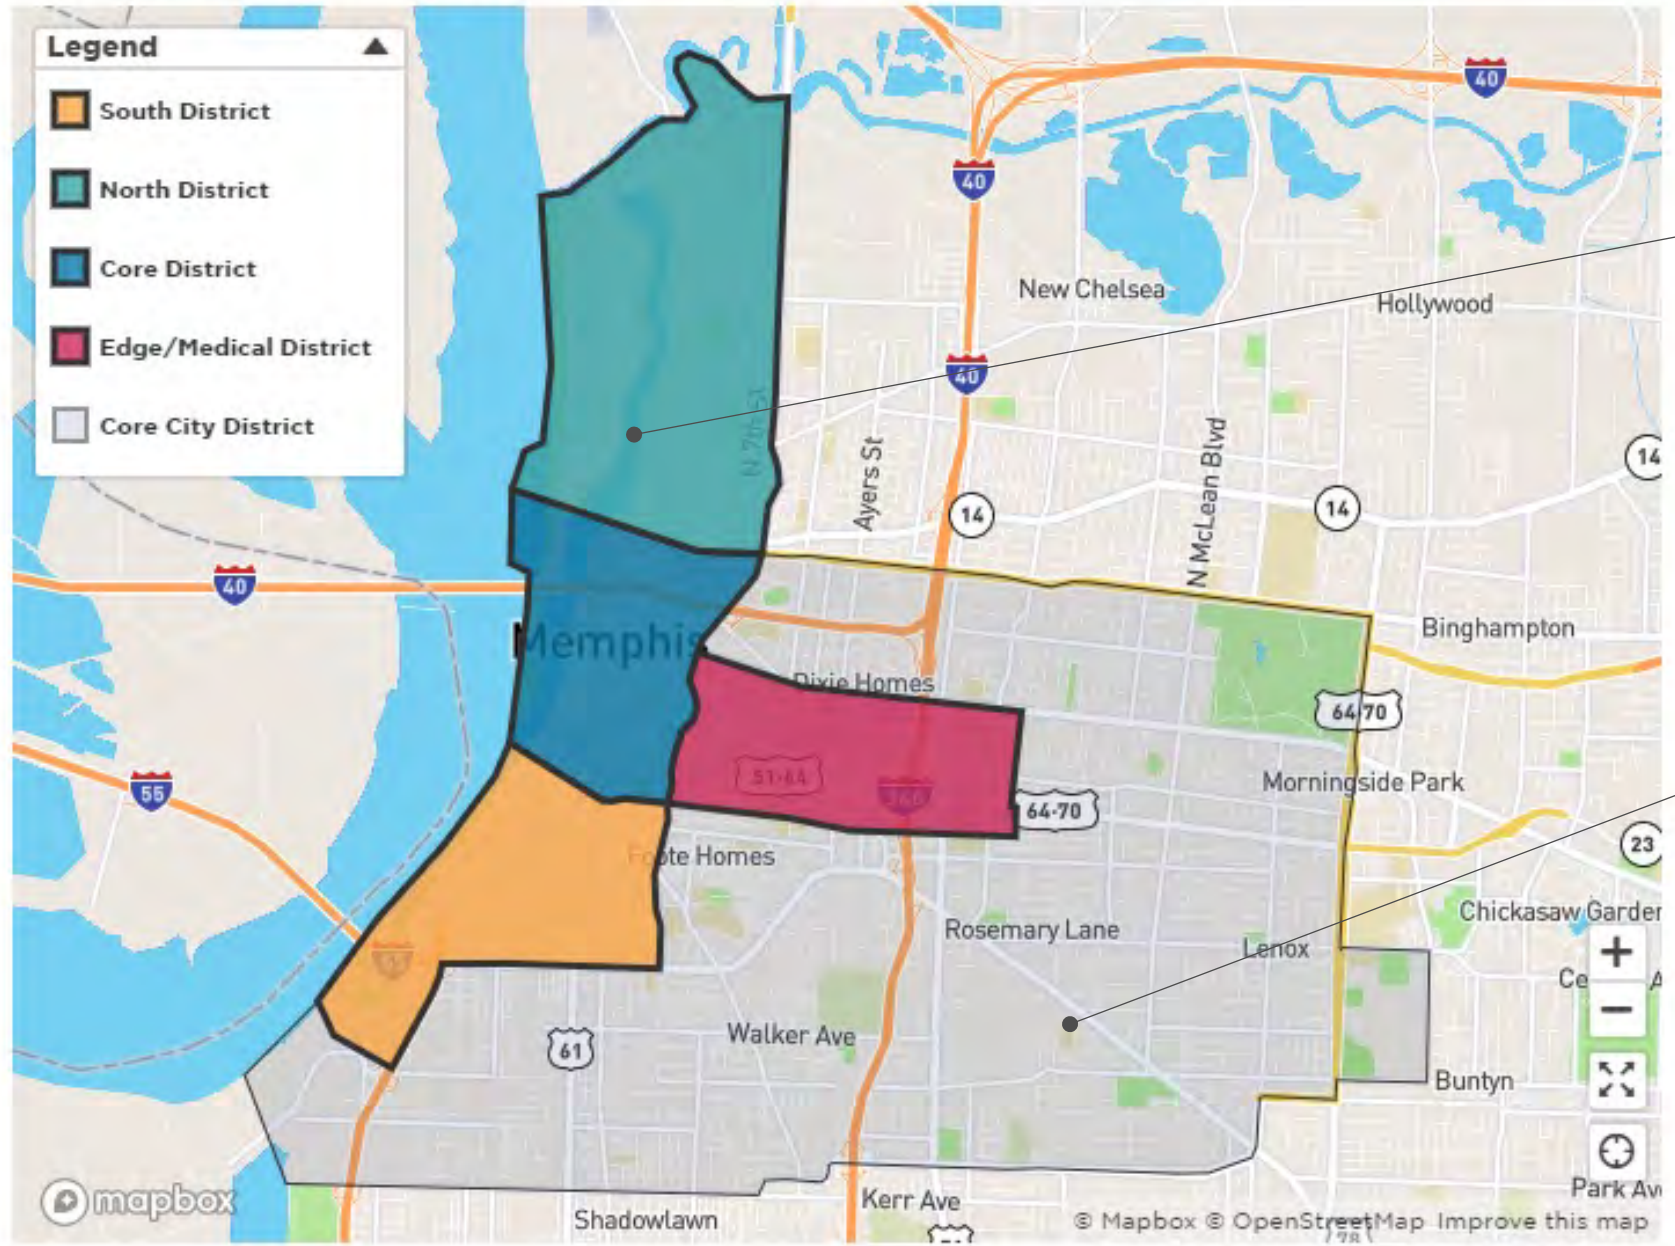 Legend
South District
North District
Core District
Edge/Medical District
Core City District
40
40
New Chelsea
Hollywood
40
N 7th St
Ayers St
N McLean Blvd
14
14
14
40
Memphis
Binghampton
Dixie Homes
64-70
51-64
Morningside Park
55
64-70
23
Foote Homes
Chickasaw Garden
Rosemary Lane
Lenox
Walker Ave
61
Buntyn
mapbox
Kerr Ave
Park Av
Shadowlawn
© Mapbox © OpenStreetMap Improve this map
78